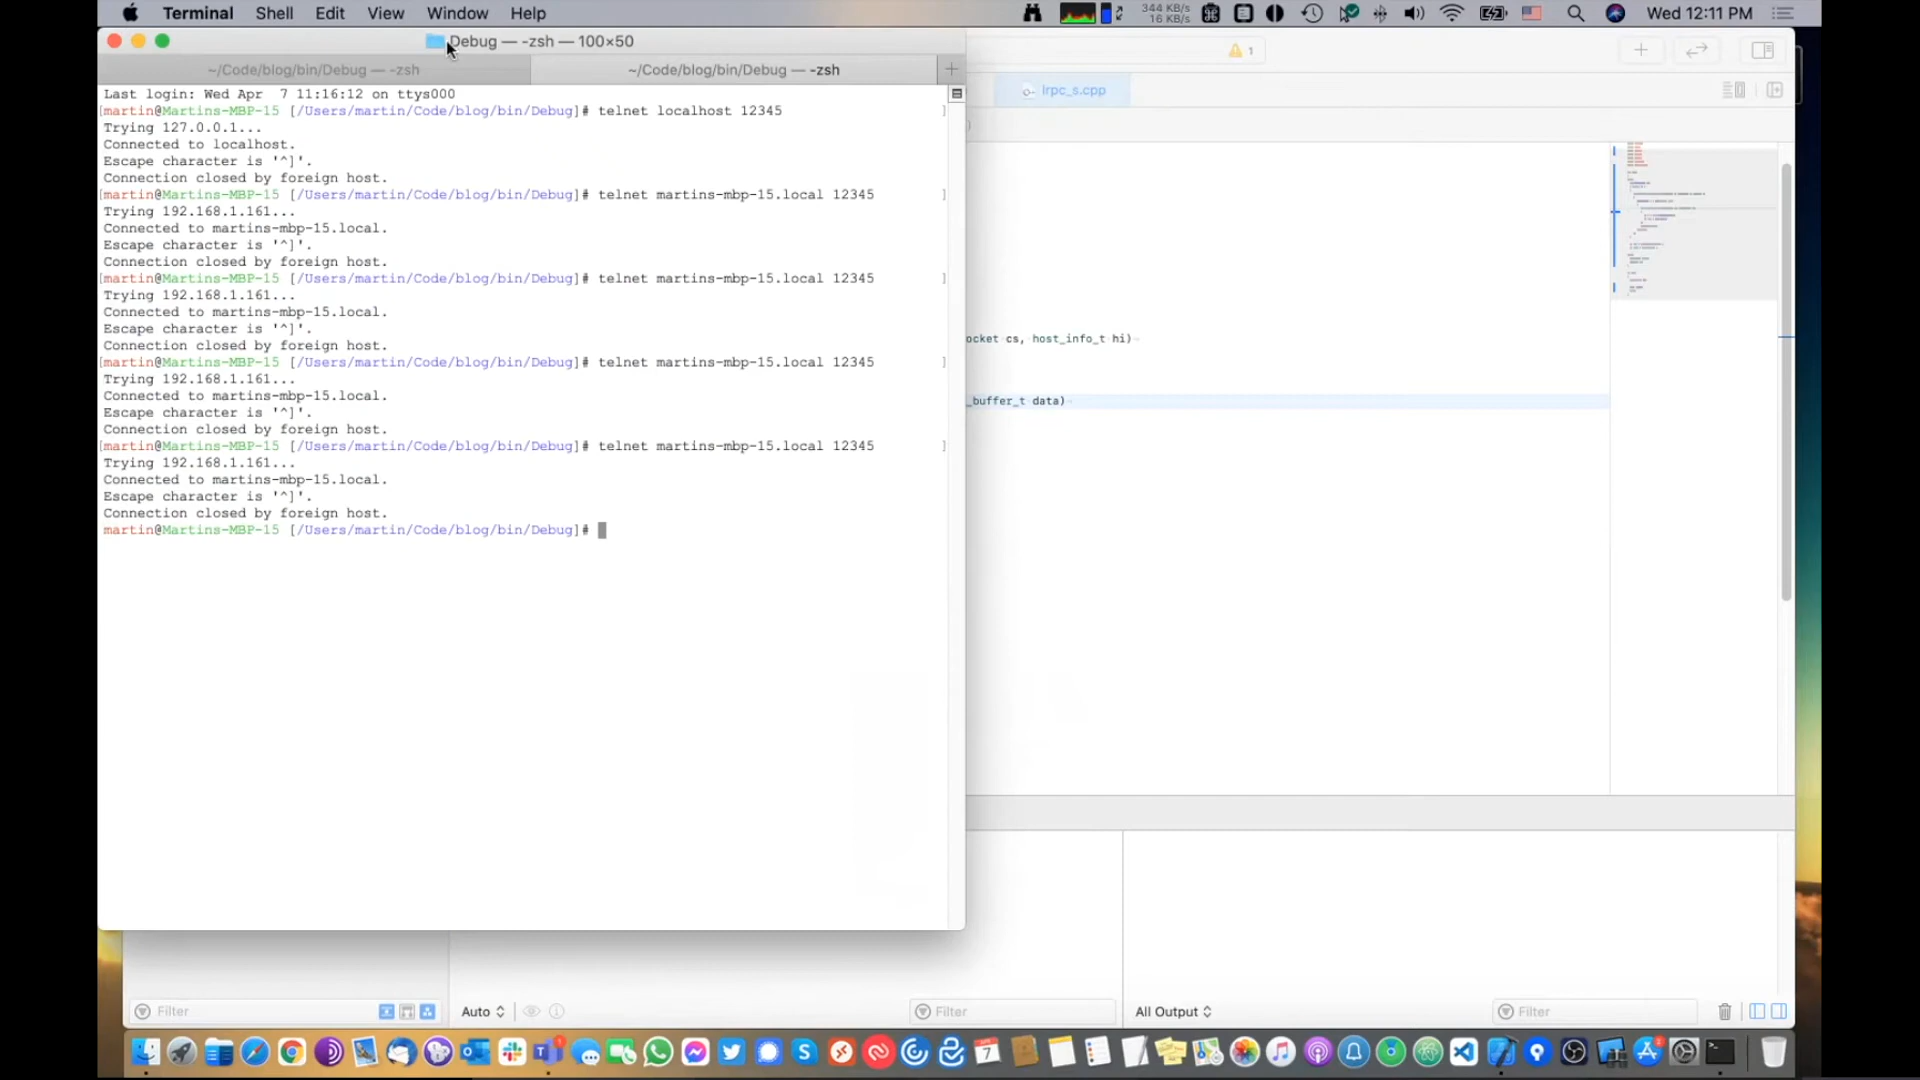 Terminal Shell Edit View Window Help
344 KB/s
16 KB/s
Wed 12:11 PM
Debug — -zsh — 100×50
~/Code/blog/bin/Debug — -zsh
~/Code/blog/bin/Debug — -zsh
Last login: Wed Apr  7 11:16:12 on ttys000
[martin@Martins-MBP-15 [/Users/martin/Code/blog/bin/Debug]# telnet localhost 12345 ]
Trying 127.0.0.1...
Connected to localhost.
Escape character is '^]'.
Connection closed by foreign host.
[martin@Martins-MBP-15 [/Users/martin/Code/blog/bin/Debug]# telnet martins-mbp-15.local 12345 ]
Trying 192.168.1.161...
Connected to martins-mbp-15.local.
Escape character is '^]'.
Connection closed by foreign host.
[martin@Martins-MBP-15 [/Users/martin/Code/blog/bin/Debug]# telnet martins-mbp-15.local 12345 ]
Trying 192.168.1.161...
Connected to martins-mbp-15.local.
Escape character is '^]'.
Connection closed by foreign host.
[martin@Martins-MBP-15 [/Users/martin/Code/blog/bin/Debug]# telnet martins-mbp-15.local 12345 ]
Trying 192.168.1.161...
Connected to martins-mbp-15.local.
Escape character is '^]'.
Connection closed by foreign host.
[martin@Martins-MBP-15 [/Users/martin/Code/blog/bin/Debug]# telnet martins-mbp-15.local 12345 ]
Trying 192.168.1.161...
Connected to martins-mbp-15.local.
Escape character is '^]'.
Connection closed by foreign host.
martin@Martins-MBP-15 [/Users/martin/Code/blog/bin/Debug]#
1
lrpc_s.cpp
)
ocket cs, host_info_t hi)
_buffer_t data)
Filter
Auto
Filter
All Output
Filter
7